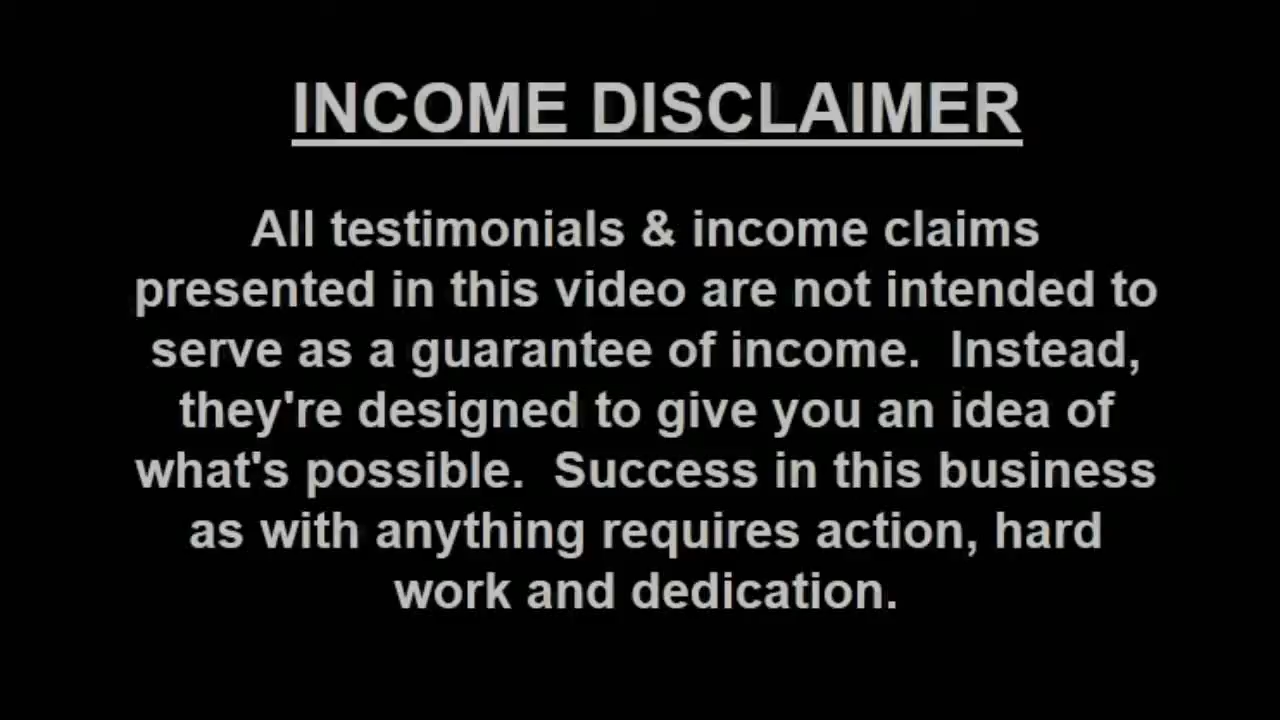 INCOME DISCLAIMER
All testimonials & income claims
presented in this video are not intended to
serve as a guarantee of income.  Instead,
they're designed to give you an idea of
what's possible.  Success in this business
as with anything requires action, hard
work and dedication.